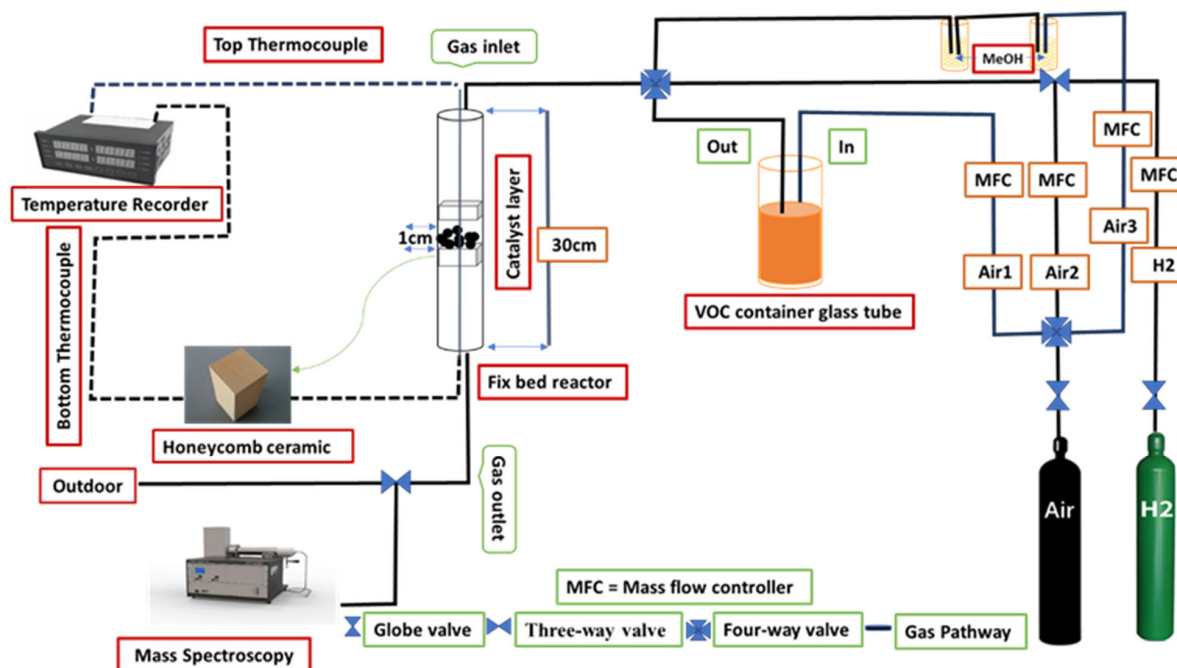 Top Thermocouple
Gas inlet
MeOH
MFC
Out
In
MFC
MFC
MFC
Temperature Recorder
Catalyst layer
1cm
30cm
Air3
Air1
Air2
H2
Bottom Thermocouple
VOC container glass tube
Fix bed reactor
Honeycomb ceramic
Outdoor
Gas outlet
Air
H2
MFC = Mass flow controller
Globe valve
Three-way valve
Four-way valve
Gas Pathway
Mass Spectroscopy